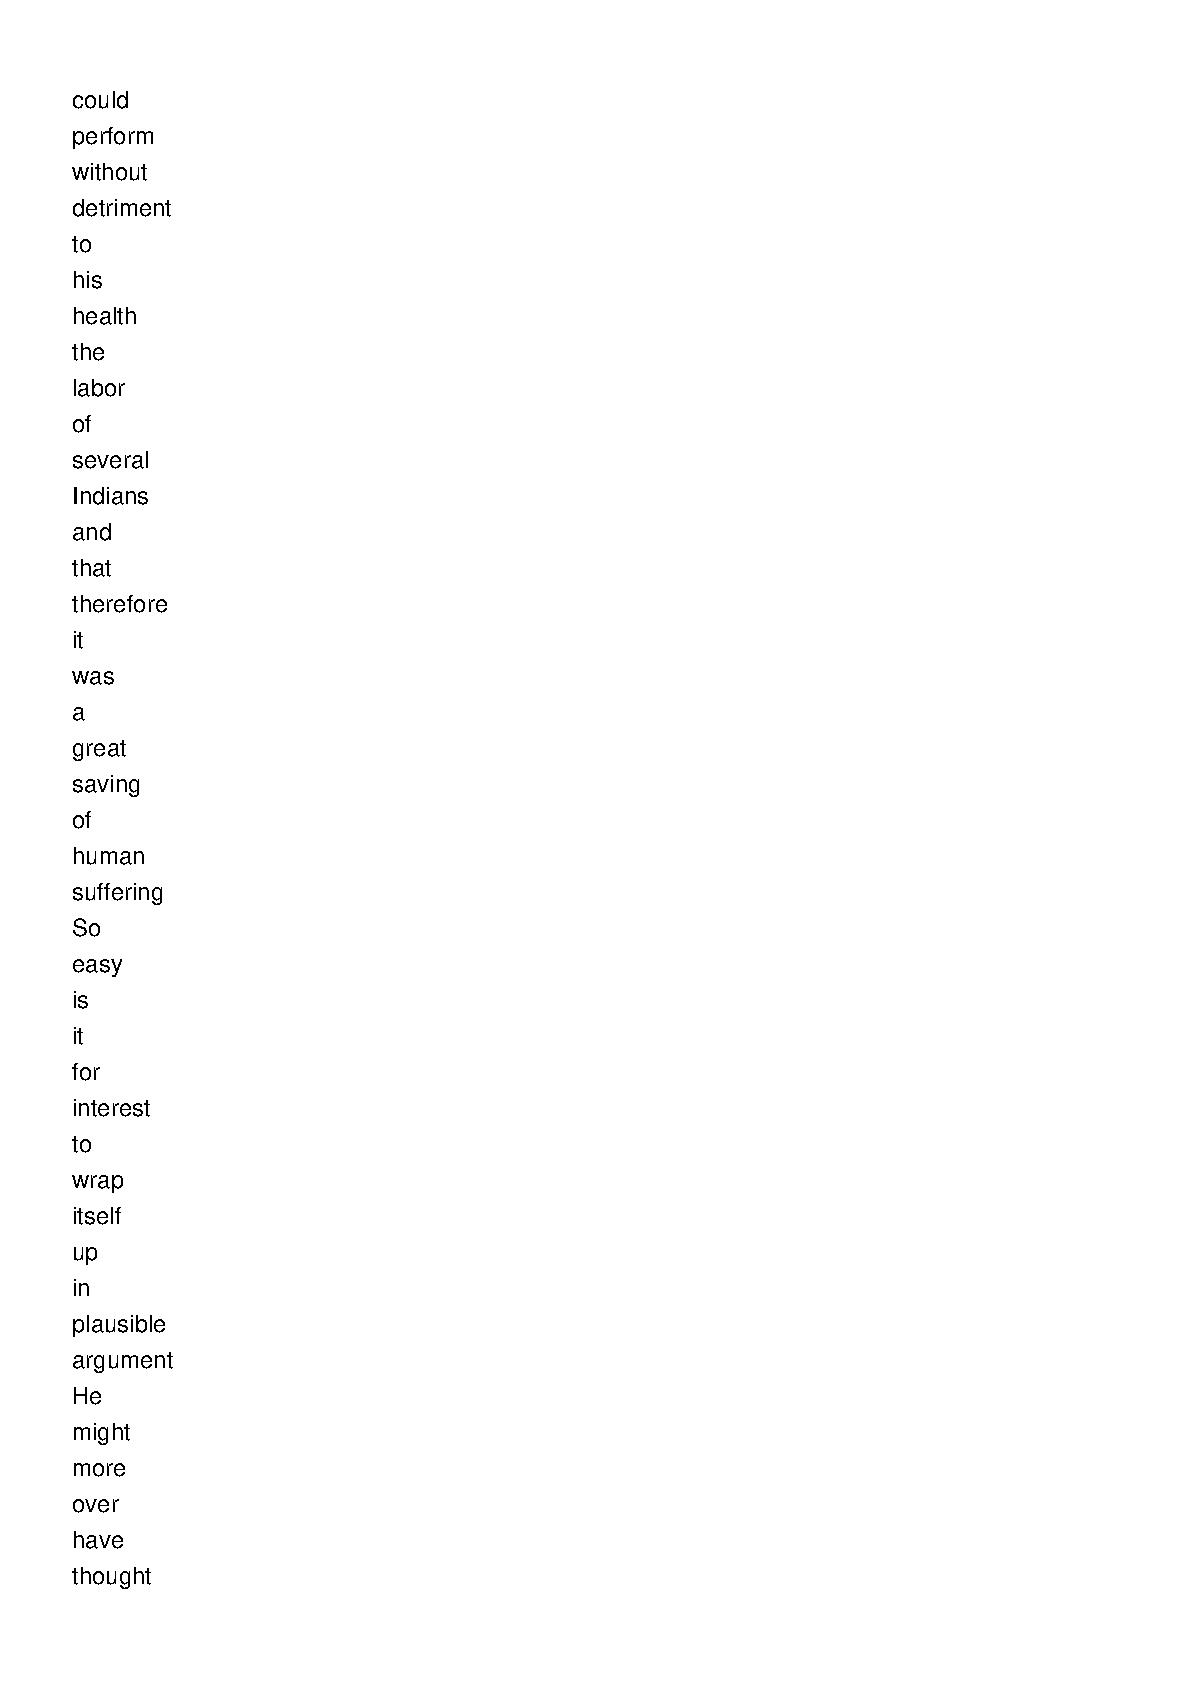 could
perform
without
detriment
to
his
health
the
labor
of
several
Indians
and
that
therefore
it
was
a
great
saving
of
human
suffering
So
easy
is
it
for
interest
to
wrap
itself
up
in
plausible
argument
He
might
more
over
have
thought